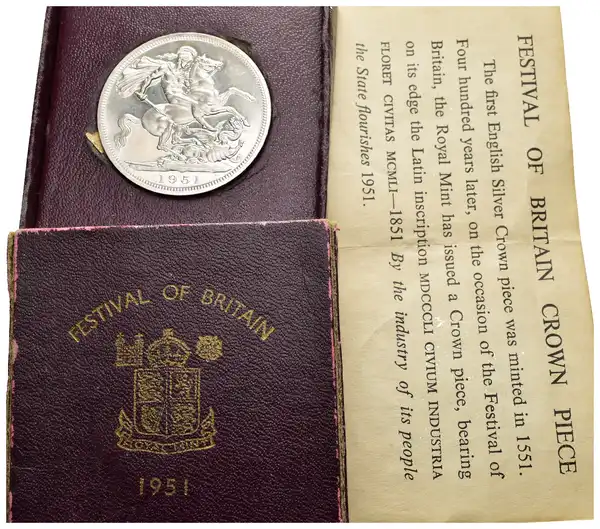 1951
FESTIVAL OF BRITAIN
ROYAL MINT
1951
FESTIVAL OF BRITAIN CROWN PIECE
The first English Silver Crown piece was minted in 1551.
Four hundred years later, on the occasion of the Festival of
Britain, the Royal Mint has issued a Crown piece, bearing
on its edge the Latin inscription MDCCCLI CIVIUM INDUSTRIA
FLORET CIVITAS MCMLI—1851 By the industry of its people
the State flourishes 1951.